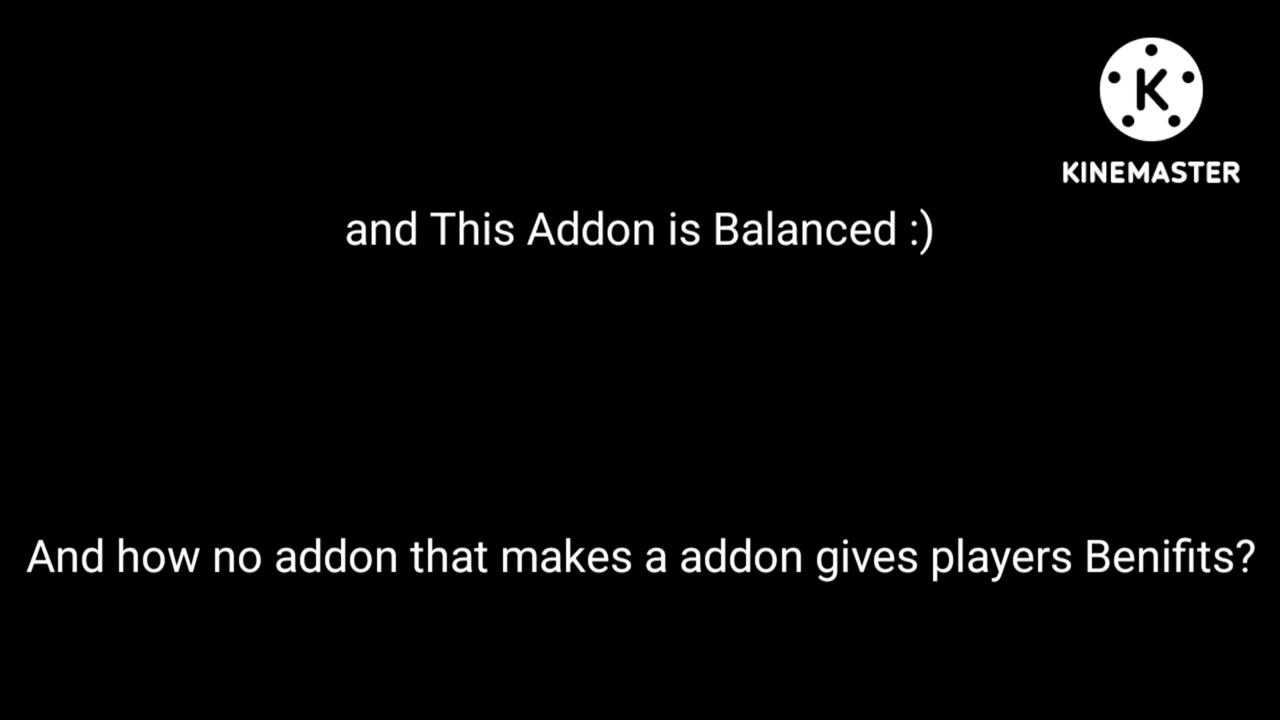 K
KINEMASTER
and This Addon is Balanced :)
And how no addon that makes a addon gives players Benifits?